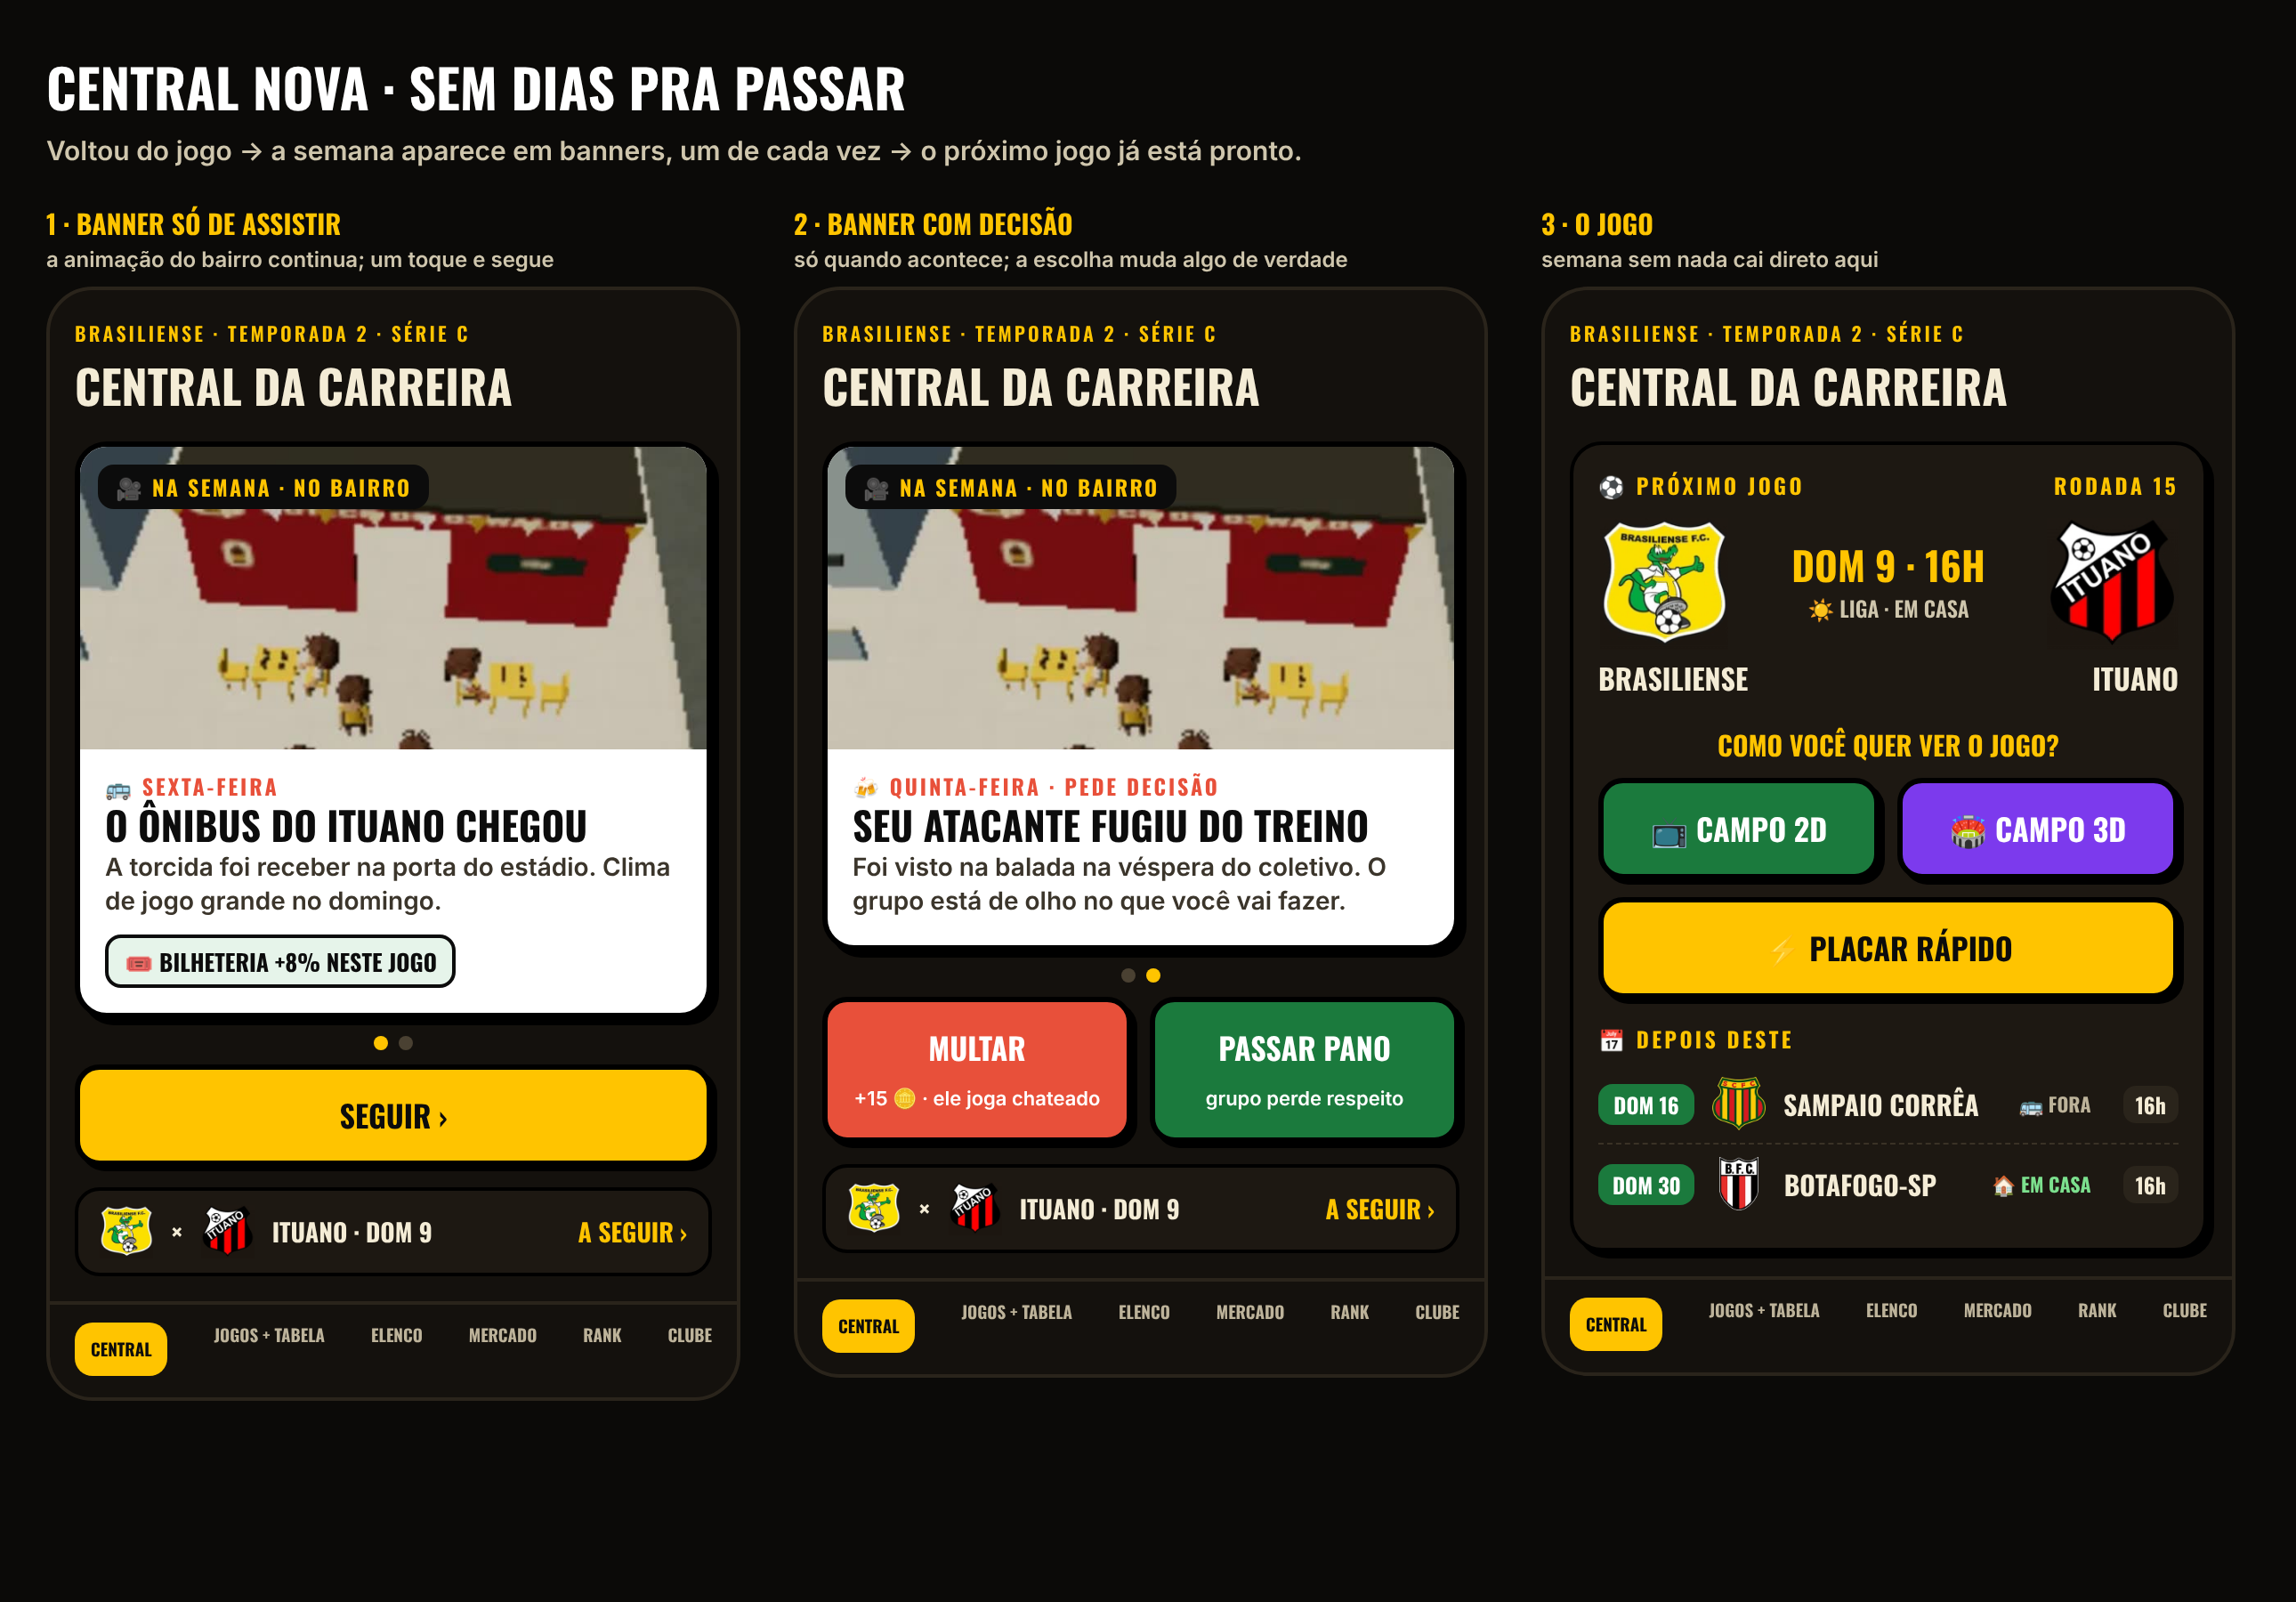 CENTRAL NOVA · SEM DIAS PRA PASSAR
Voltou do jogo → a semana aparece em banners, um de cada vez → o próximo jogo já está pronto.
1 · BANNER SÓ DE ASSISTIR
a animação do bairro continua; um toque e segue
BRASILIENSE · TEMPORADA 2 · SÉRIE C
CENTRAL DA CARREIRA
NA SEMANA · NO BAIRRO
SEXTA-FEIRA
O ÔNIBUS DO ITUANO CHEGOU
A torcida foi receber na porta do estádio. Clima
de jogo grande no domingo.
BILHETERIA +8% NESTE JOGO
SEGUIR ›
BRASILIENSE F.C.
×
ITUANO
ITUANO · DOM 9
A SEGUIR ›
CENTRAL
JOGOS + TABELA
ELENCO
MERCADO
RANK
CLUBE
2 · BANNER COM DECISÃO
só quando acontece; a escolha muda algo de verdade
BRASILIENSE · TEMPORADA 2 · SÉRIE C
CENTRAL DA CARREIRA
NA SEMANA · NO BAIRRO
QUINTA-FEIRA · PEDE DECISÃO
SEU ATACANTE FUGIU DO TREINO
Foi visto na balada na véspera do coletivo. O
grupo está de olho no que você vai fazer.
MULTAR
+15 🪙 · ele joga chateado
PASSAR PANO
grupo perde respeito
BRASILIENSE F.C.
×
ITUANO
ITUANO · DOM 9
A SEGUIR ›
CENTRAL
JOGOS + TABELA
ELENCO
MERCADO
RANK
CLUBE
3 · O JOGO
semana sem nada cai direto aqui
BRASILIENSE · TEMPORADA 2 · SÉRIE C
CENTRAL DA CARREIRA
PRÓXIMO JOGO
RODADA 15
BRASILIENSE F.C.
DOM 9 · 16H
LIGA · EM CASA
ITUANO
BRASILIENSE
ITUANO
COMO VOCÊ QUER VER O JOGO?
CAMPO 2D
CAMPO 3D
PLACAR RÁPIDO
DEPOIS DESTE
DOM 16
SCFC
SAMPAIO CORRÊA
FORA
16h
DOM 30
B.F.C.
BOTAFOGO-SP
EM CASA
16h
CENTRAL
JOGOS + TABELA
ELENCO
MERCADO
RANK
CLUBE